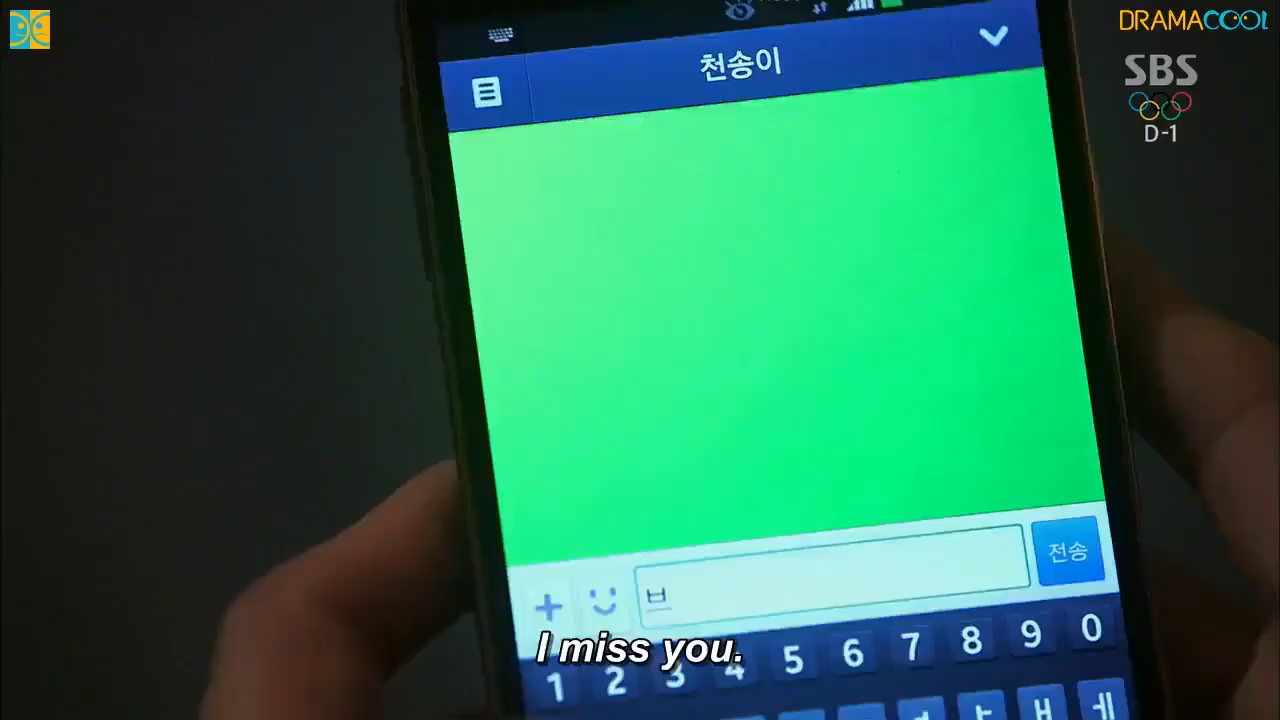 DRAMACOOL
SBS
D-1
천송이
전송
ㅂ
I miss you.
1 2 3 4 5 6 7 8 9 0
ㅔ